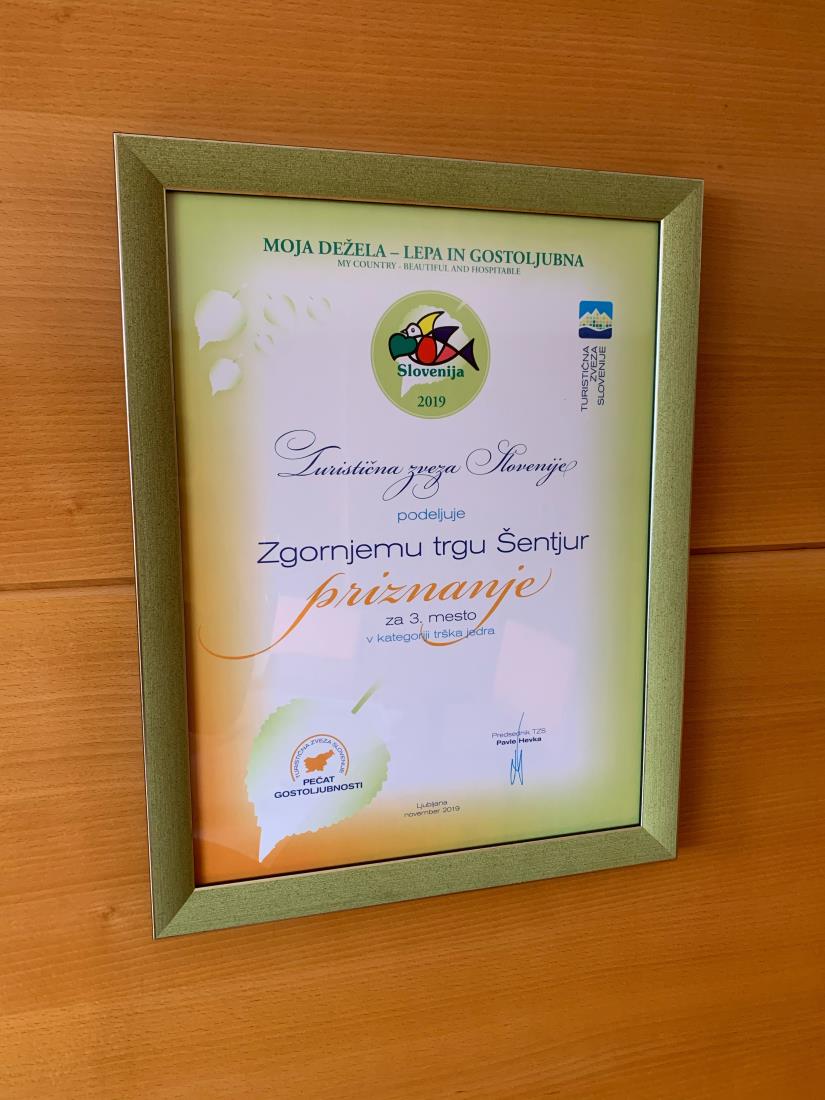 MOJA DEŽELA – LEPA IN GOSTOLJUBNA
MY COUNTRY - BEAUTIFUL AND HOSPITABLE
Slovenija
2019
TURISTIČNA
ZVEZA
SLOVENIJE
Turistična zveza Slovenije
podeljuje
Zgornjemu trgu Šentjur
priznanje
za 3. mesto
v kategoriji trška jedra
TURISTIČNA ZVEZA SLOVENIJE
PEČAT
GOSTOLJUBNOSTI
Predsednik TZS
Pavle Hevka
Ljubljana
november 2019